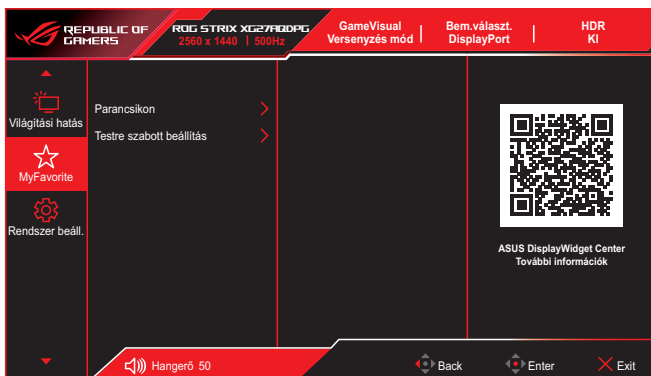 REPUBLIC OF
GAMERS
ROG STRIX XG27AQDPG
2560 x 1440 | 500Hz
GameVisual
Versenyzés mód
Bem.választ.
DisplayPort
HDR
KI
Világítási hatás
MyFavorite
Rendszer beáll.
Parancsikon
Testre szabott beállítás
ASUS DisplayWidget Center
További információk
Hangerő 50
Back
Enter
Exit